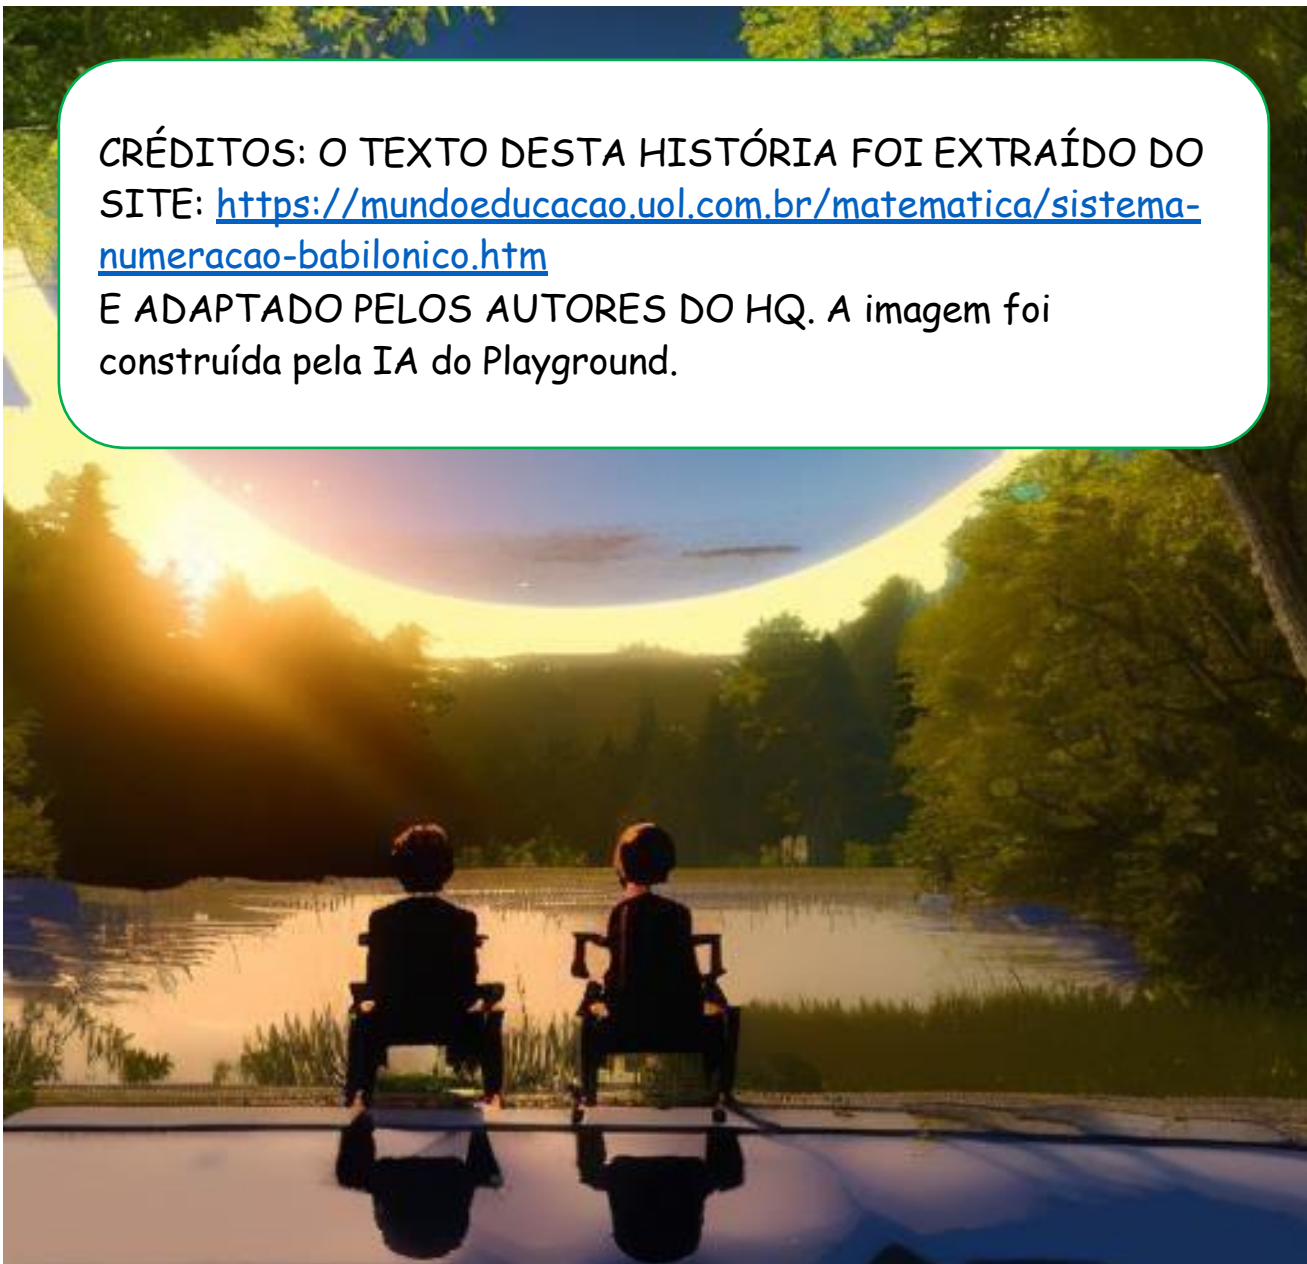 CRÉDITOS: O TEXTO DESTA HISTÓRIA FOI EXTRAÍDO DO
SITE: https://mundoeducacao.uol.com.br/matematica/sistema-
numeracao-babilonico.htm
E ADAPTADO PELOS AUTORES DO HQ. A imagem foi
construída pela IA do Playground.